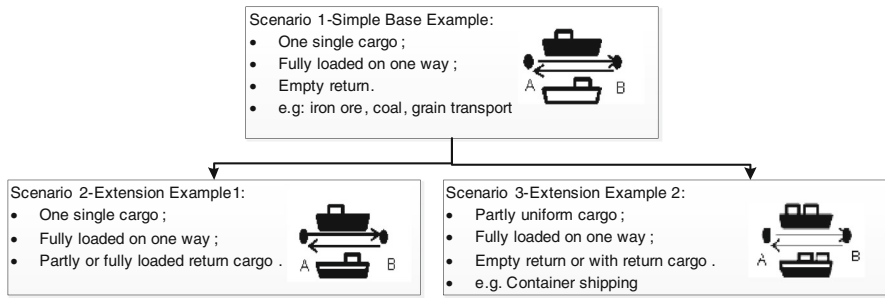 Scenario 1-Simple Base Example:
• One single cargo ;
• Fully loaded on one way ;
• Empty return.
• e.g: iron ore, coal, grain transport
A B
Scenario 2-Extension Example1:
• One single cargo ;
• Fully loaded on one way ;
• Partly or fully loaded return cargo .
A B
Scenario 3-Extension Example 2:
• Partly uniform cargo ;
• Fully loaded on one way ;
• Empty return or with return cargo .
• e.g. Container shipping
A B